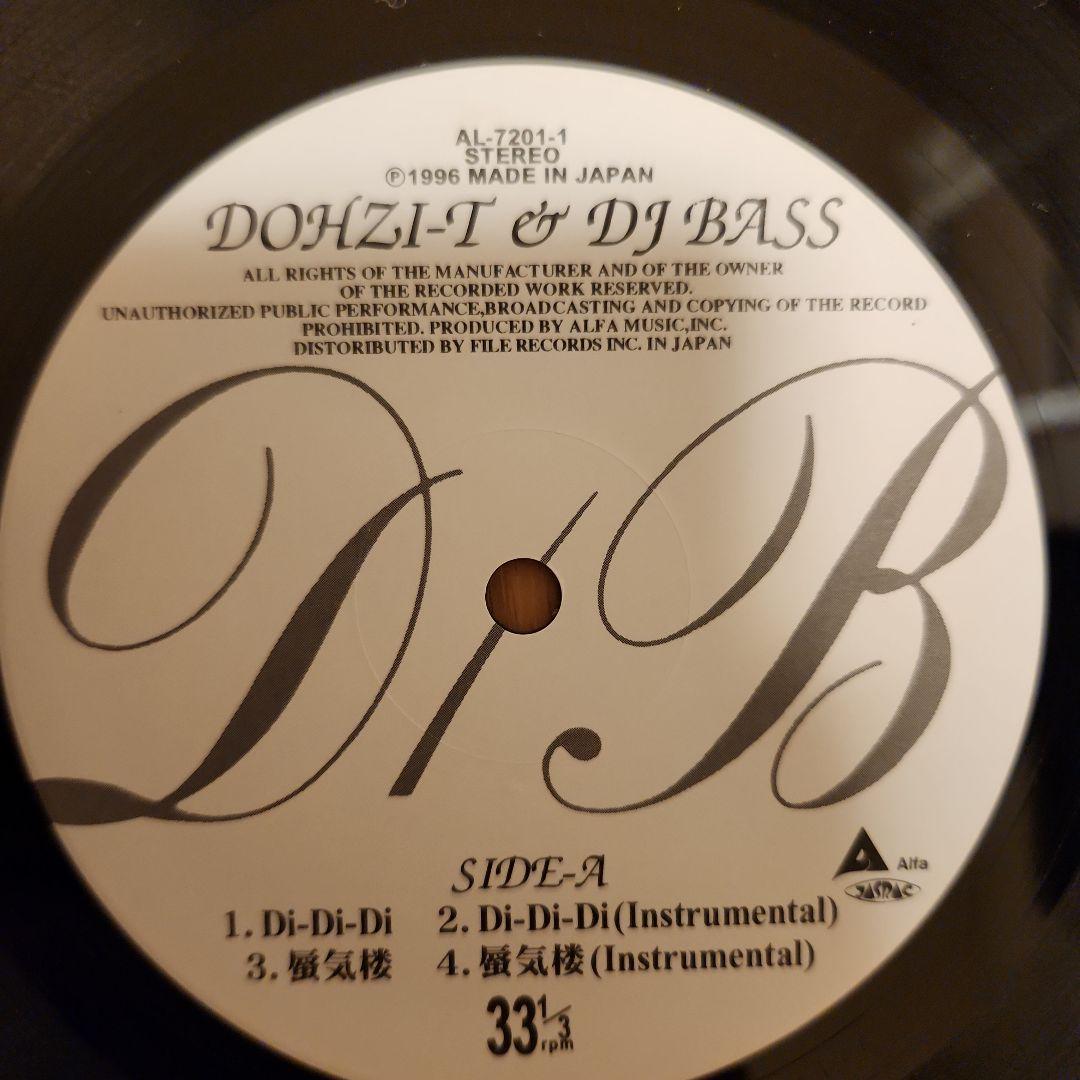 AL-7201-1
STEREO
Ⓟ1996 MADE IN JAPAN
DOHZI-T & DJ BASS
ALL RIGHTS OF THE MANUFACTURER AND OF THE OWNER
OF THE RECORDED WORK RESERVED.
UNAUTHORIZED PUBLIC PERFORMANCE,BROADCASTING AND COPYING OF THE RECORD
PROHIBITED. PRODUCED BY ALFA MUSIC,INC.
DISTORIBUTED BY FILE RECORDS INC. IN JAPAN
D/B
Alfa
JASRAC
SIDE-A
1. Di-Di-Di 2. Di-Di-Di(Instrumental)
3. 蜃気楼 4. 蜃気楼(Instrumental)
33 1/3 rpm